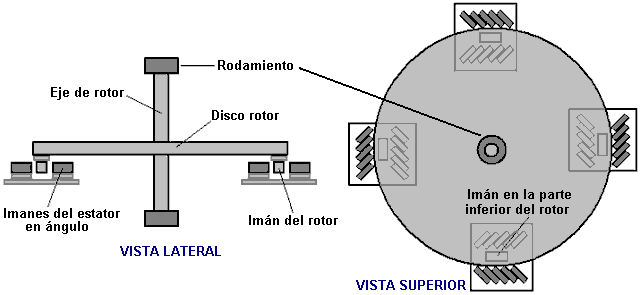 Rodamiento
Eje de rotor
Disco rotor
Imanes del estator
en ángulo
Imán del rotor
VISTA LATERAL
Imán en la parte
inferior del rotor
VISTA SUPERIOR